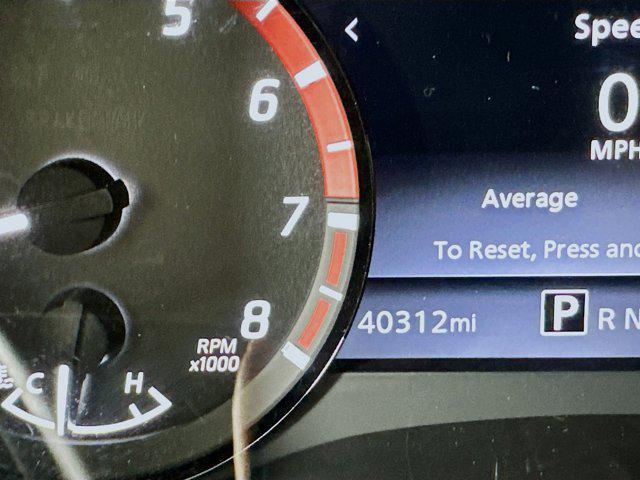 5
6
7
8
RPM
x1000
C H
<
Spee
0
MPH
Average
To Reset, Press and
40312mi
P R N